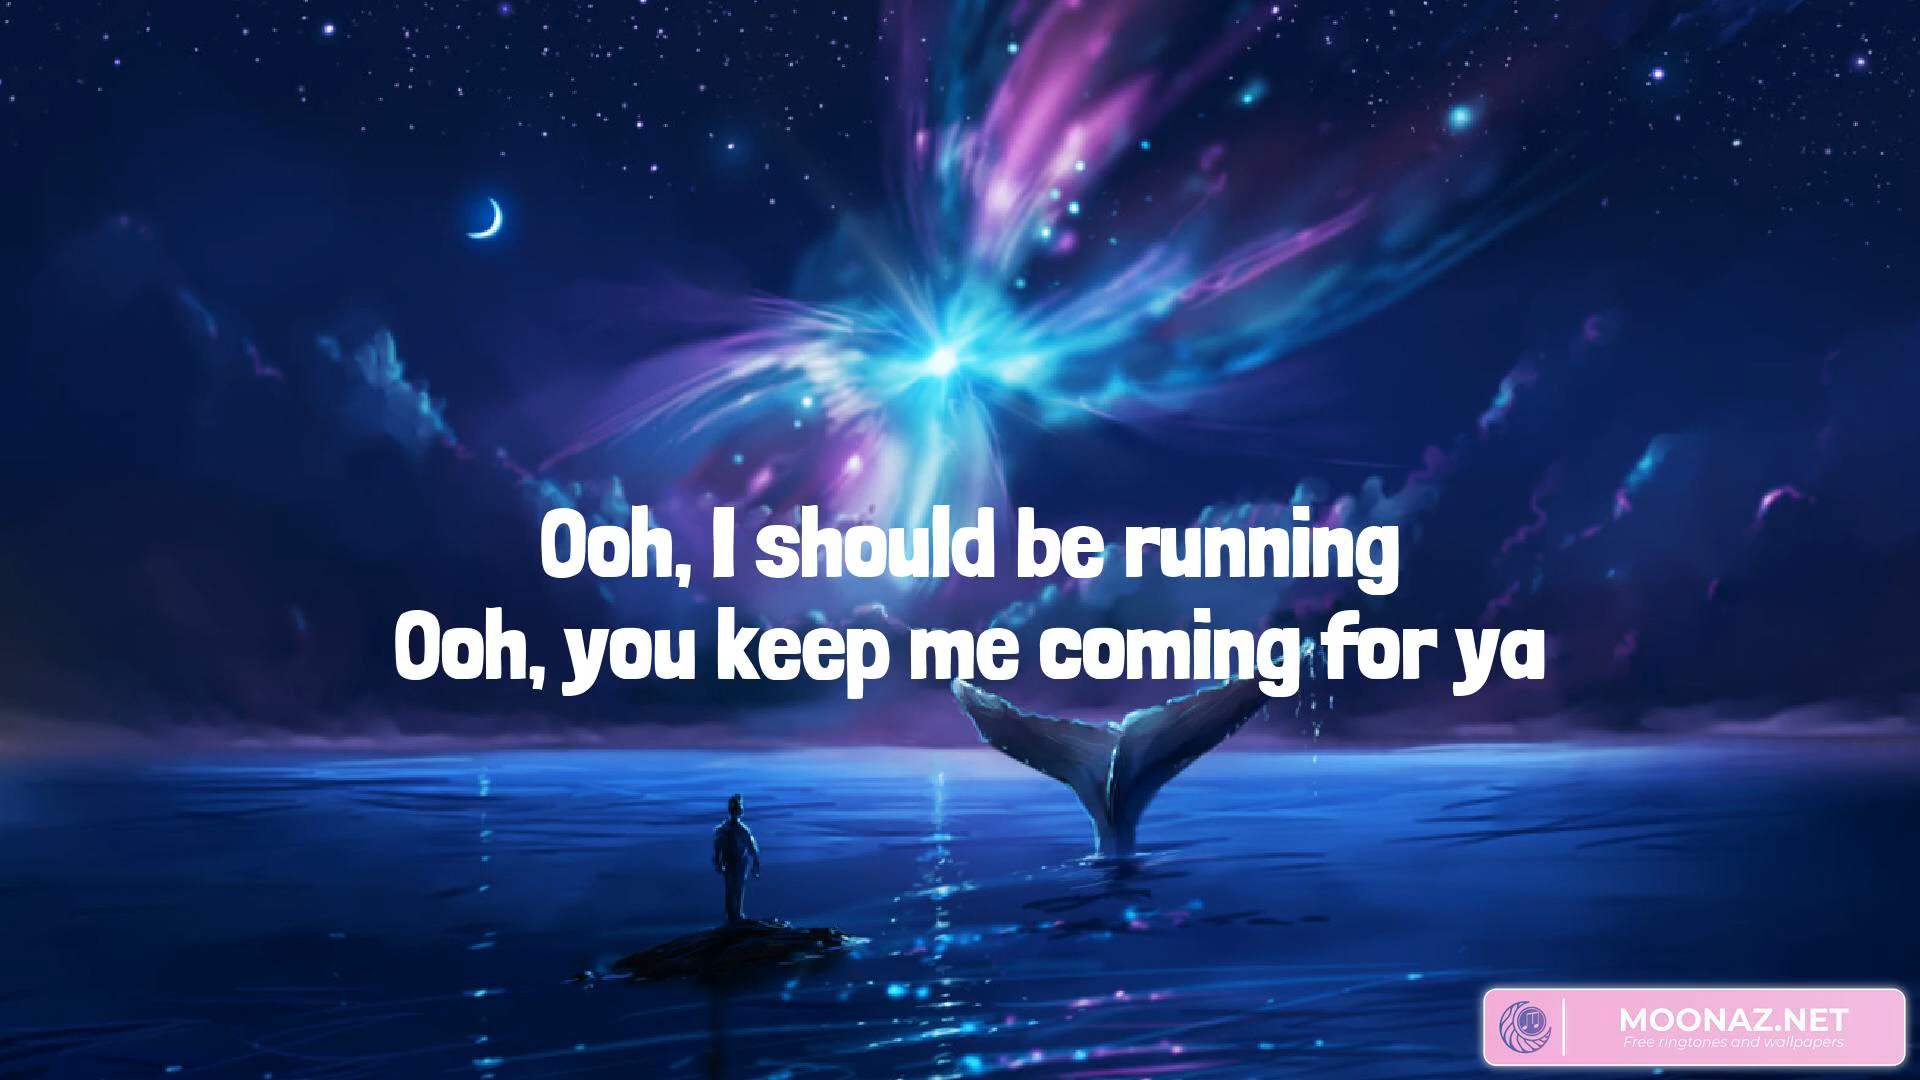 Ooh, I should be running
Ooh, you keep me coming for ya
MOONAZ.NET
Free ringtones and wallpapers